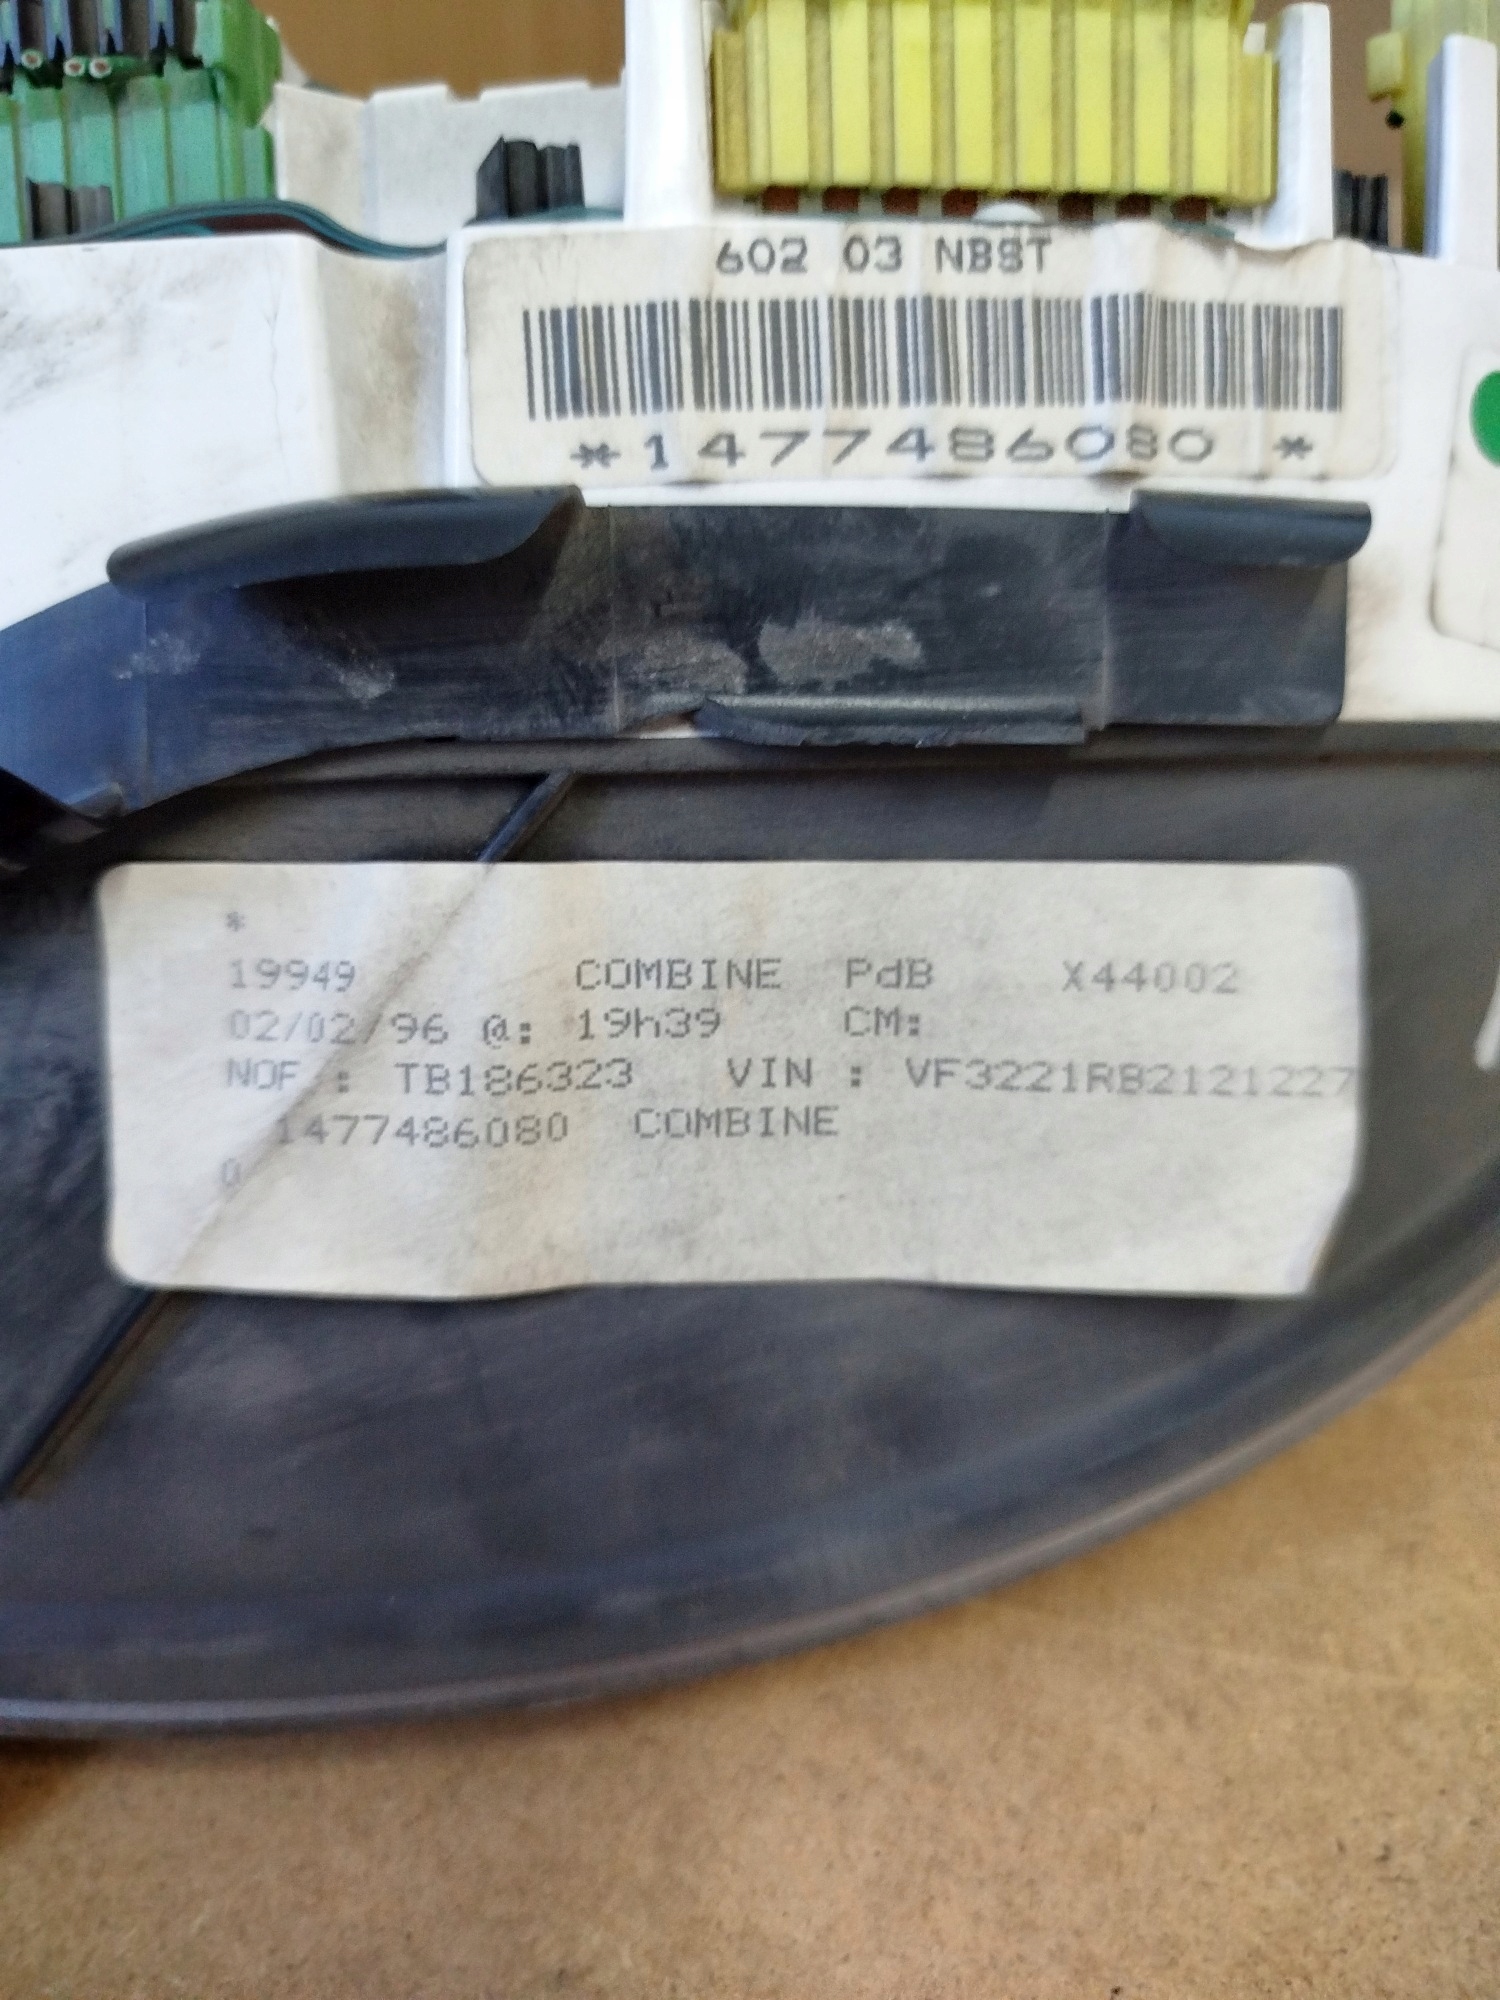 602 03 NBST
*1477486080 *
*
19949 COMBINE PdB X44002
02/02/96 @: 19h39 CM:
NOF : TB186323 VIN : VF3221RB2121227
1477486080 COMBINE
0